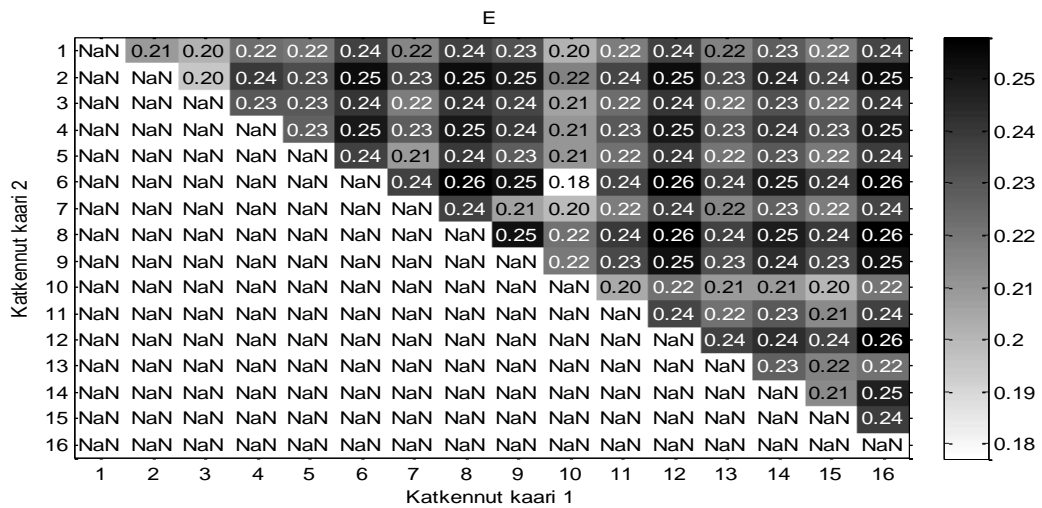 E
1 NaN 0.21 0.20 0.22 0.22 0.24 0.22 0.24 0.23 0.20 0.22 0.24 0.22 0.23 0.22 0.24
2 NaN NaN 0.20 0.24 0.23 0.25 0.23 0.25 0.25 0.22 0.24 0.25 0.23 0.24 0.24 0.25
3 NaN NaN NaN 0.23 0.23 0.24 0.22 0.24 0.24 0.21 0.22 0.24 0.22 0.23 0.22 0.24
4 NaN NaN NaN NaN 0.23 0.25 0.23 0.25 0.24 0.21 0.23 0.25 0.23 0.24 0.23 0.25
5 NaN NaN NaN NaN NaN 0.24 0.21 0.24 0.23 0.21 0.22 0.24 0.22 0.23 0.22 0.24
6 NaN NaN NaN NaN NaN NaN 0.24 0.26 0.25 0.18 0.24 0.26 0.24 0.25 0.24 0.26
7 NaN NaN NaN NaN NaN NaN NaN 0.24 0.21 0.20 0.22 0.24 0.22 0.23 0.22 0.24
8 NaN NaN NaN NaN NaN NaN NaN NaN 0.25 0.22 0.24 0.26 0.24 0.25 0.24 0.26
9 NaN NaN NaN NaN NaN NaN NaN NaN NaN 0.22 0.23 0.25 0.23 0.24 0.23 0.25
10 NaN NaN NaN NaN NaN NaN NaN NaN NaN NaN 0.20 0.22 0.21 0.21 0.20 0.22
11 NaN NaN NaN NaN NaN NaN NaN NaN NaN NaN NaN 0.24 0.22 0.23 0.21 0.24
12 NaN NaN NaN NaN NaN NaN NaN NaN NaN NaN NaN NaN 0.24 0.24 0.24 0.26
13 NaN NaN NaN NaN NaN NaN NaN NaN NaN NaN NaN NaN NaN 0.23 0.22 0.22
14 NaN NaN NaN NaN NaN NaN NaN NaN NaN NaN NaN NaN NaN NaN 0.21 0.25
15 NaN NaN NaN NaN NaN NaN NaN NaN NaN NaN NaN NaN NaN NaN NaN 0.24
16 NaN NaN NaN NaN NaN NaN NaN NaN NaN NaN NaN NaN NaN NaN NaN NaN
1 2 3 4 5 6 7 8 9 10 11 12 13 14 15 16
Katkennut kaari 1
Katkennut kaari 2
0.25
0.24
0.23
0.22
0.21
0.2
0.19
0.18